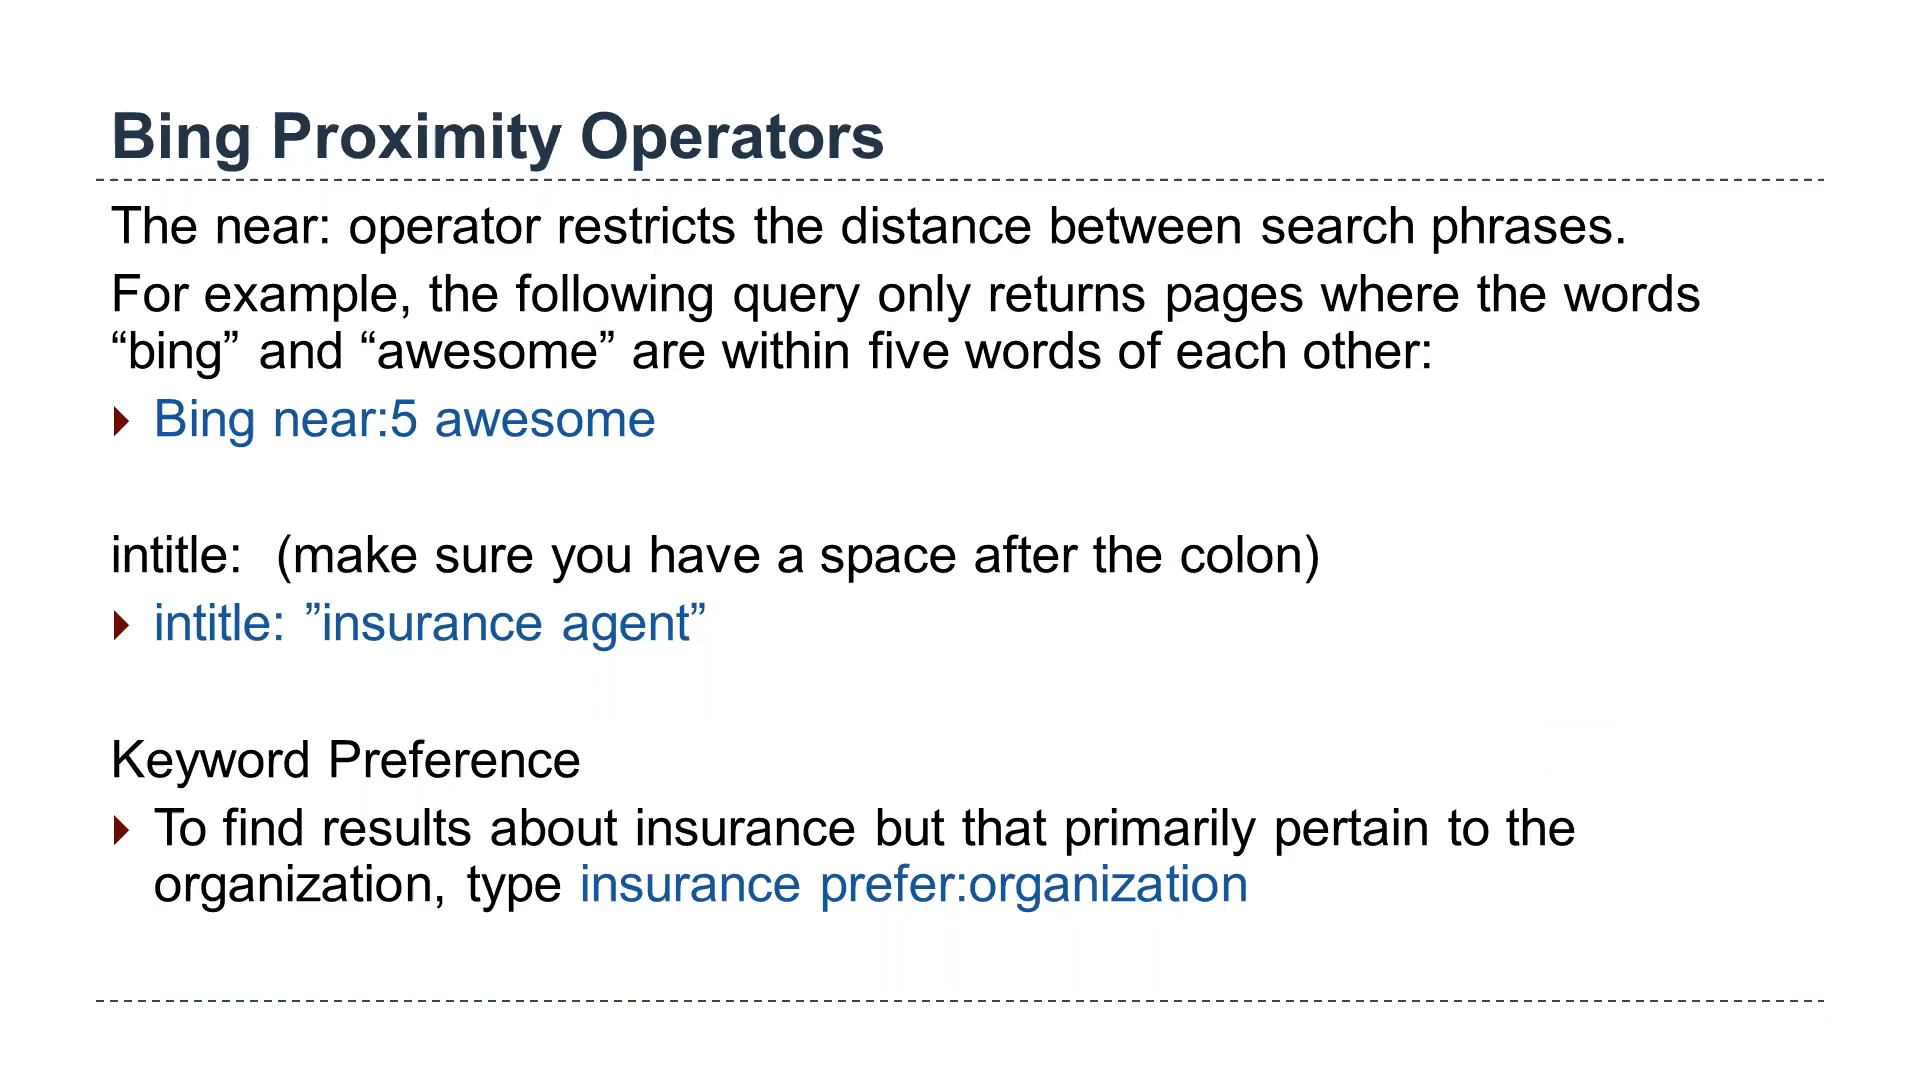 Bing Proximity Operators
The near: operator restricts the distance between search phrases.
For example, the following query only returns pages where the words
“bing” and “awesome” are within five words of each other:
Bing near:5 awesome
intitle:  (make sure you have a space after the colon)
intitle: ”insurance agent”
Keyword Preference
To find results about insurance but that primarily pertain to the
organization, type insurance prefer:organization